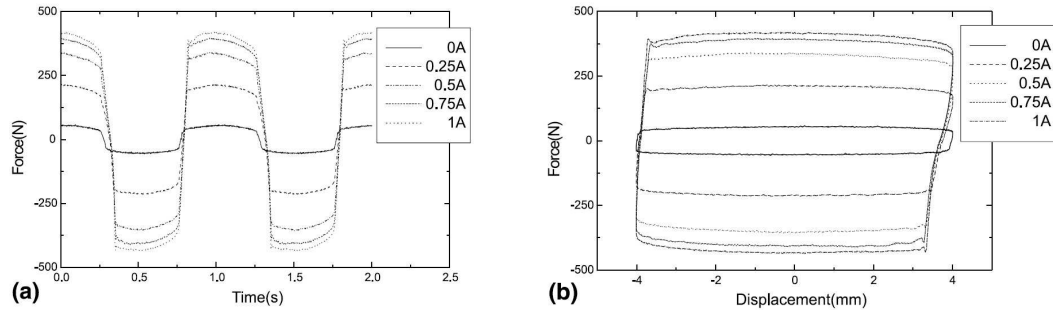 500
250
0
-250
-500
Force(N)
0.0
0.5
1.0
1.5
2.0
2.5
Time(s)
0A
0.25A
0.5A
0.75A
1A
(a)
500
250
0
-250
-500
Force(N)
-4
-2
0
2
4
Displacement(mm)
0A
0.25A
0.5A
0.75A
1A
(b)